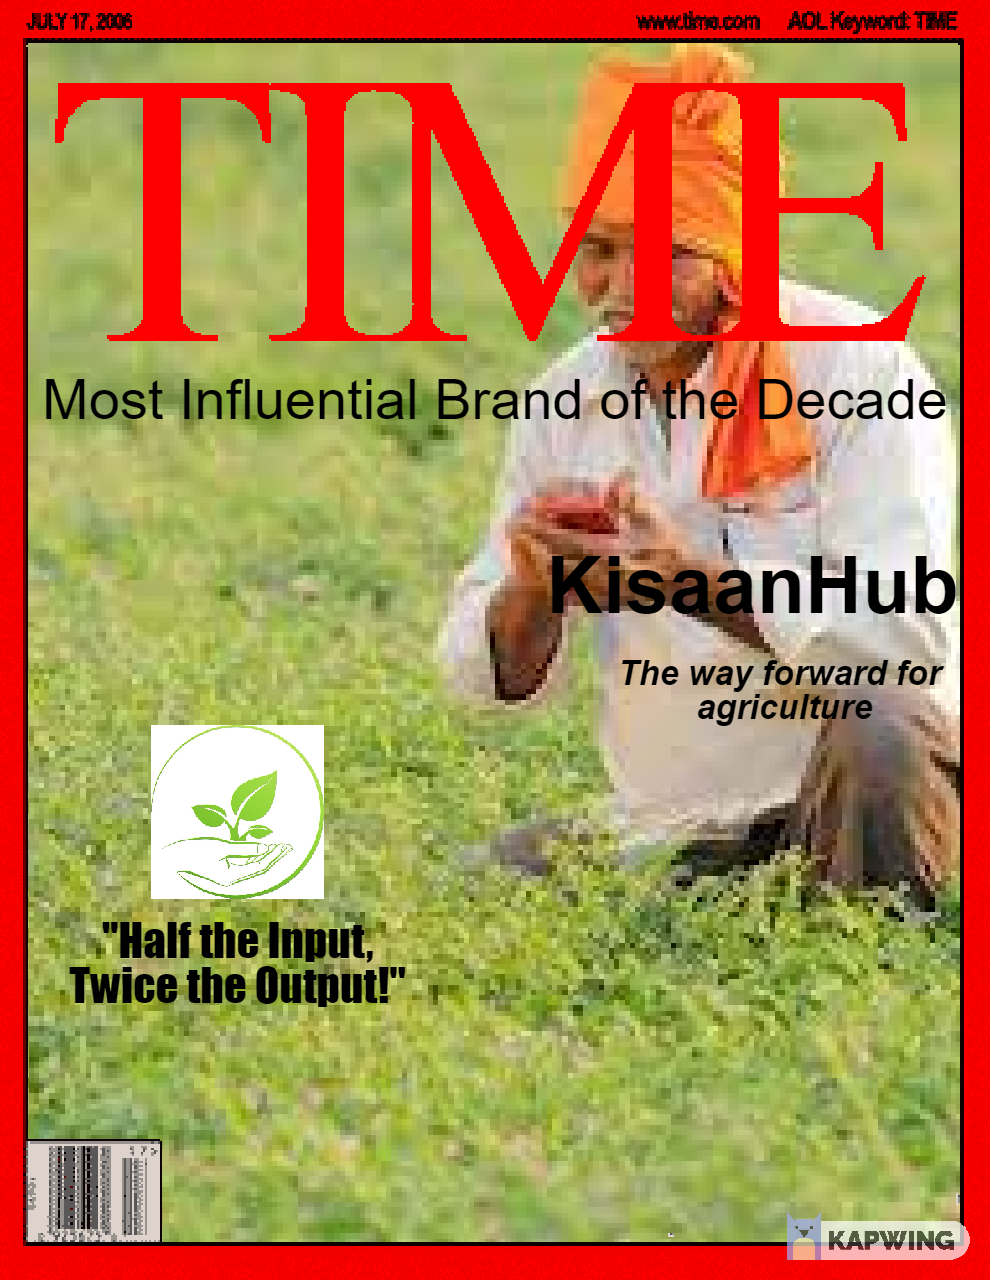 JULY 17, 2006 www.time.com AOL Keyword: TIME
TIME
Most Influential Brand of the Decade
KisaanHub
The way forward for
agriculture
"Half the Input,
Twice the Output!"
KAPWING